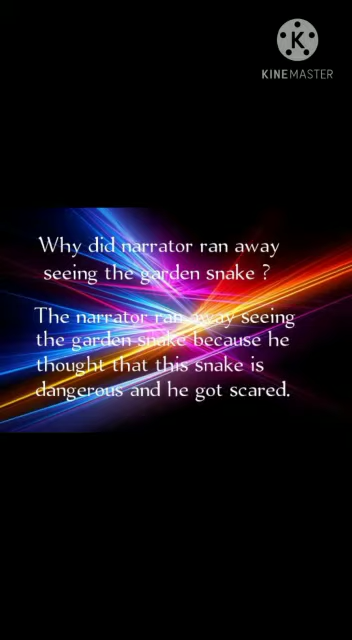 K
KINEMASTER
Why did narrator ran away
seeing the garden snake ?
The narrator ran away seeing
the garden snake because he
thought that this snake is
dangerous and he got scared.